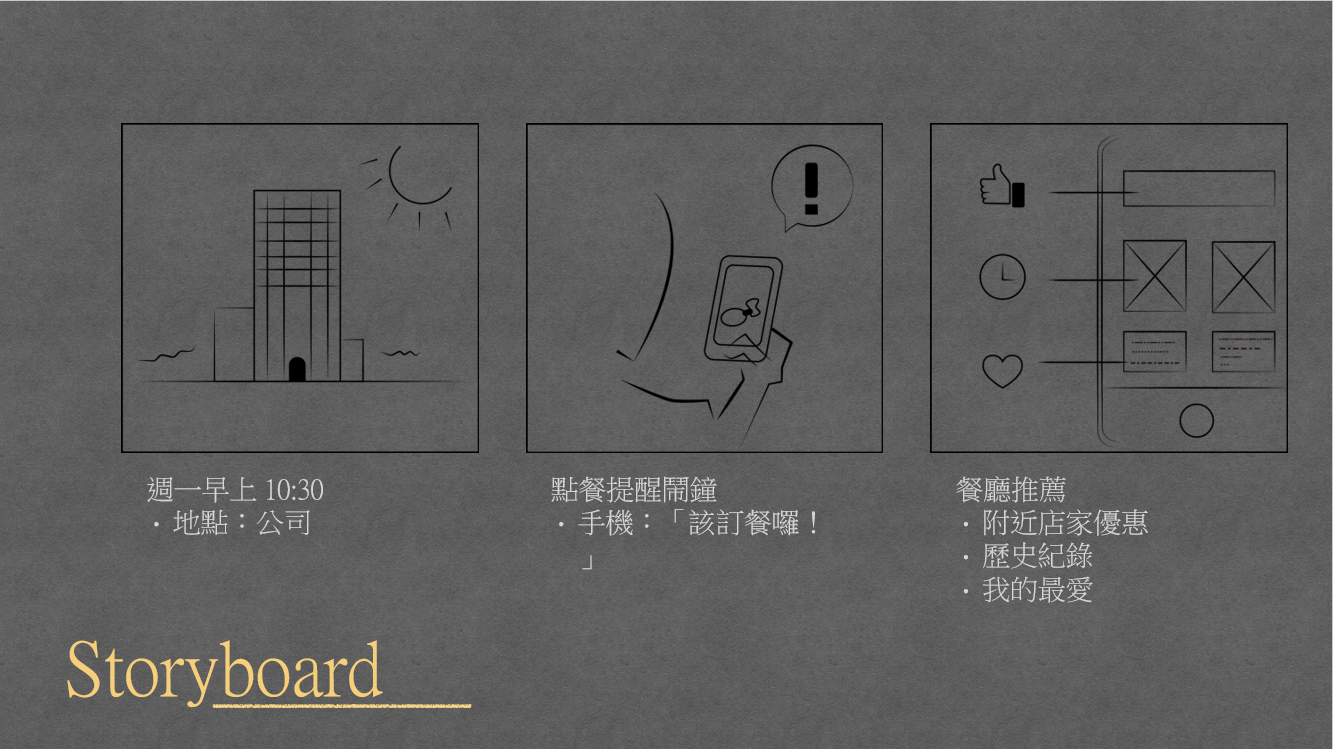 週一早上 10:30
・地點：公司
點餐提醒鬧鐘
・手機：「該訂餐囉！
」
餐廳推薦
・附近店家優惠
・歷史紀錄
・我的最愛
Storyboard